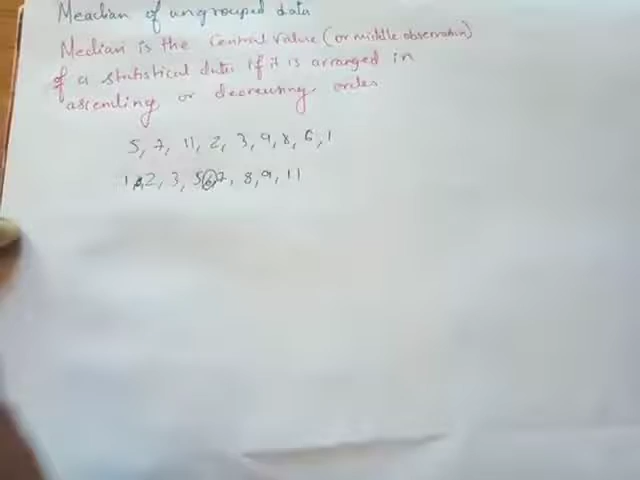 Meadian of ungrouped data
Median is the Central value (or middle observation)
of a statistical data if it is arranged in
ascending or decreasing order
5, 7, 11, 2, 3, 9, 8, 6, 1
1, 2, 3, 5, 6, 7, 8, 9, 11